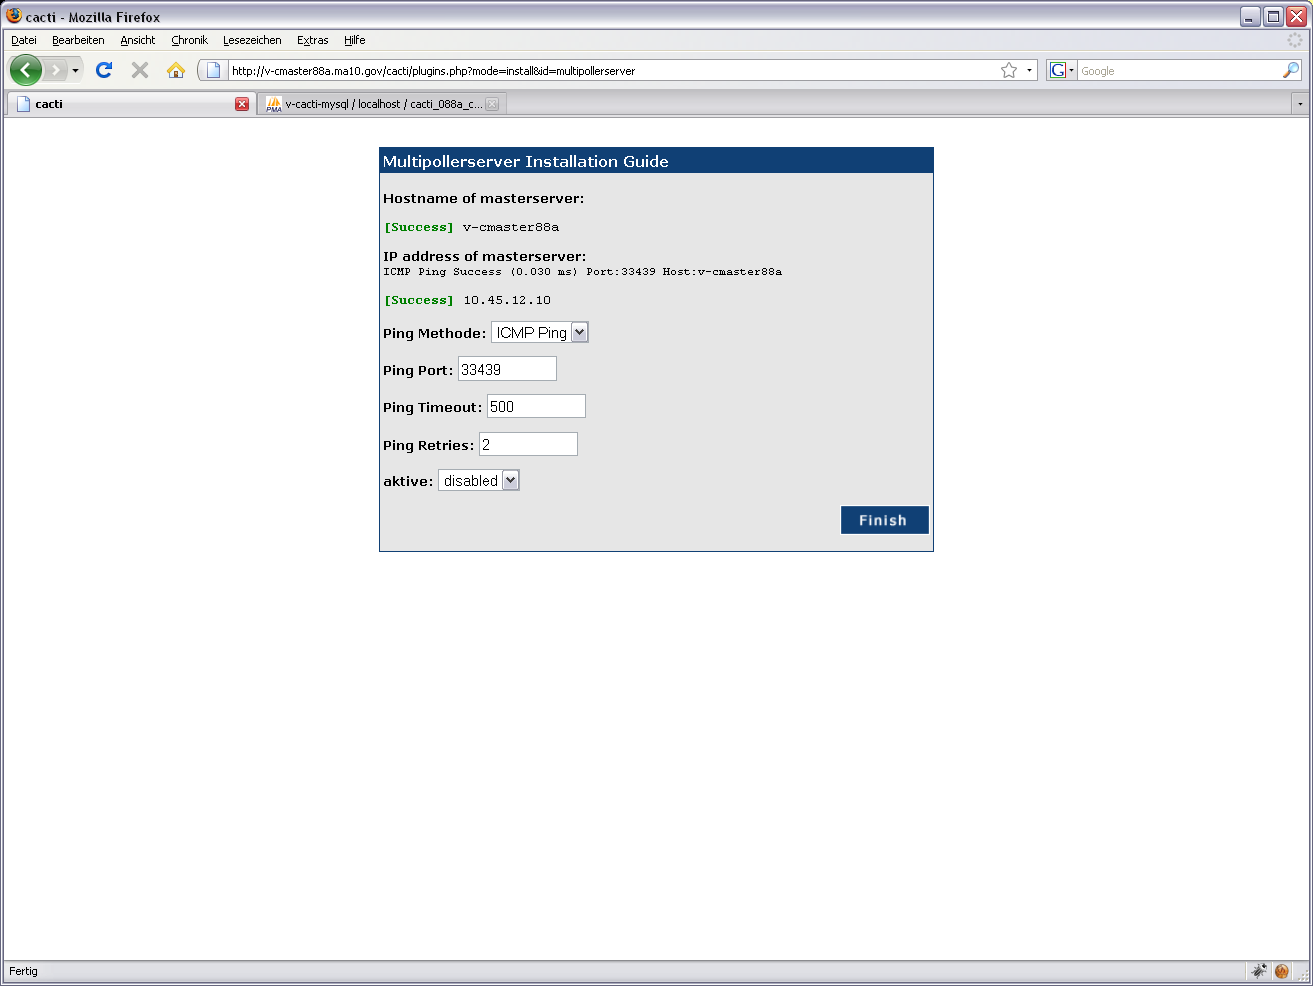 cacti - Mozilla Firefox
Datei Bearbeiten Ansicht Chronik Lesezeichen Extras Hilfe
http://v-cmaster88a.ma10.gov/cacti/plugins.php?mode=install&id=multipollerserver
G Google
cacti
PMA v-cacti-mysql / localhost / cacti_088a_c...
Multipollerserver Installation Guide
Hostname of masterserver:
[Success] v-cmaster88a
IP address of masterserver:
ICMP Ping Success (0.030 ms) Port:33439 Host:v-cmaster88a
[Success] 10.45.12.10
Ping Methode: ICMP Ping
Ping Port: 33439
Ping Timeout: 500
Ping Retries: 2
aktive: disabled
Finish
Fertig